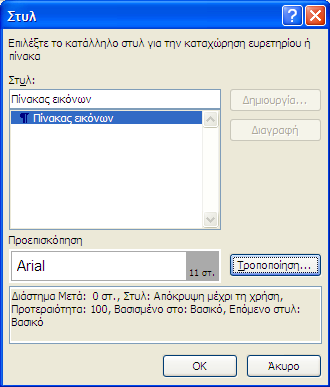 Στυλ
Επιλέξτε το κατάλληλο στυλ για την καταχώρηση ευρετηρίου ή
πίνακα
Στυλ:
Πίνακας εικόνων
Δημιουργία...
¶ Πίνακας εικόνων
Διαγραφή
Προεπισκόπηση
Arial
11 στ.
Τροποποίηση...
Διάστημα Μετά:  0 στ., Στυλ: Απόκρυψη μέχρι τη χρήση,
Προτεραιότητα: 100, Βασισμένο στο: Βασικό, Επόμενο στυλ:
Βασικό
OK
Άκυρο